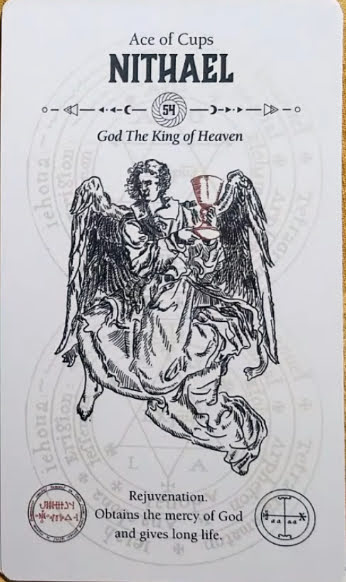 Ace of Cups
NITHAEL
54
God The King of Heaven
L A
Rejuvenation.
Obtains the mercy of God
and gives long life.